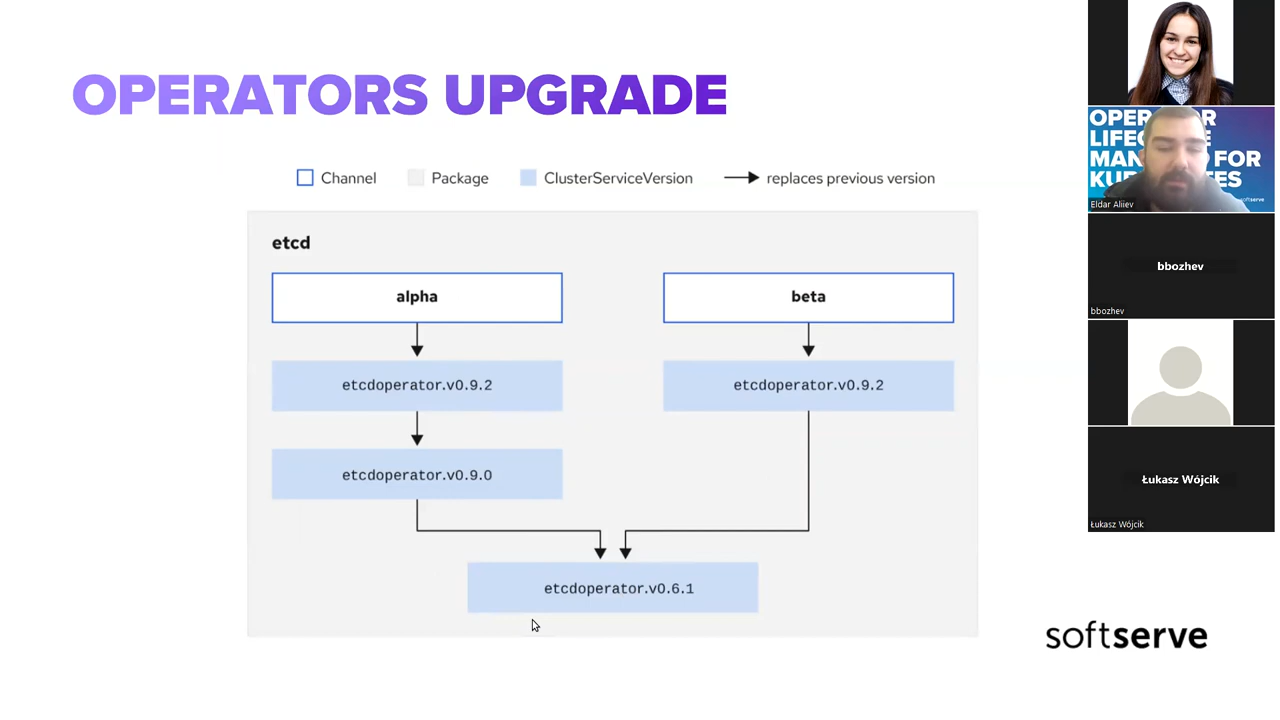 OPERATORS UPGRADE
Channel
Package
ClusterServiceVersion
replaces previous version
etcd
alpha
beta
etcdoperator.v0.9.2
etcdoperator.v0.9.2
etcdoperator.v0.9.0
etcdoperator.v0.6.1
softserve
Eldar Aliiev
softserve
bbozhev
bbozhev
Łukasz Wójcik
Łukasz Wójcik